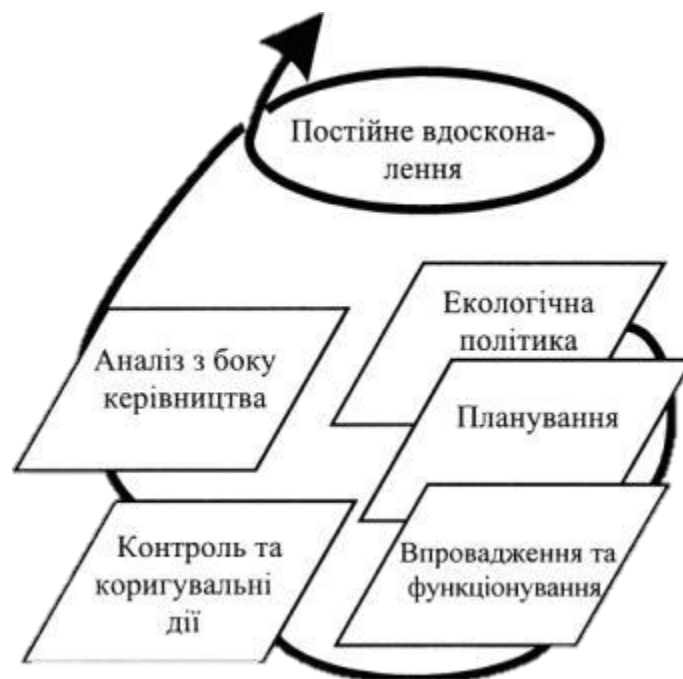 Постійне вдоскона-
лення
Екологічна
політика
Аналіз з боку
керівництва
Планування
Контроль та
коригувальні
дії
Впровадження та
функціонування